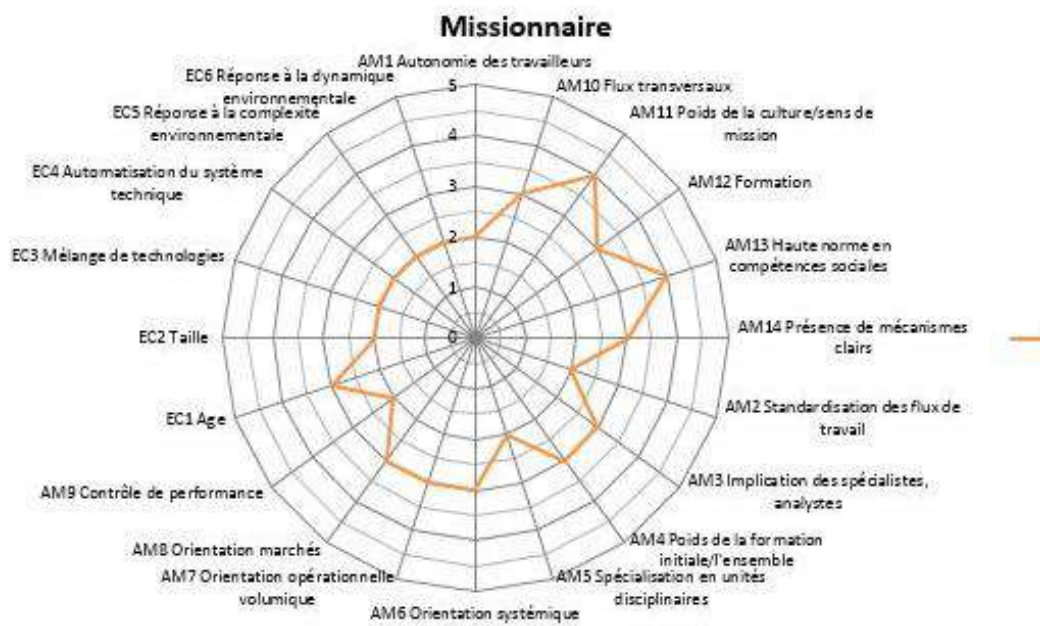 Missionnaire
AM1 Autonomie des travailleurs
AM10 Flux transversaux
AM11 Poids de la culture/sens de
mission
AM12 Formation
AM13 Haute norme en
compétences sociales
AM14 Présence de mécanismes
clairs
AM2 Standardisation des flux de
travail
AM3 Implication des spécialistes,
analystes
AM4 Poids de la formation
initiale/l'ensemble
AM5 Spécialisation en unités
disciplinaires
AM6 Orientation systémique
AM7 Orientation opérationnelle
volumique
AM8 Orientation marchés
AM9 Contrôle de performance
EC1 Age
EC2 Taille
EC3 Mélange de technologies
EC4 Automatisation du système
technique
EC5 Réponse à la complexité
environnementale
EC6 Réponse à la dynamique
environnementale
5
4
3
2
1
0